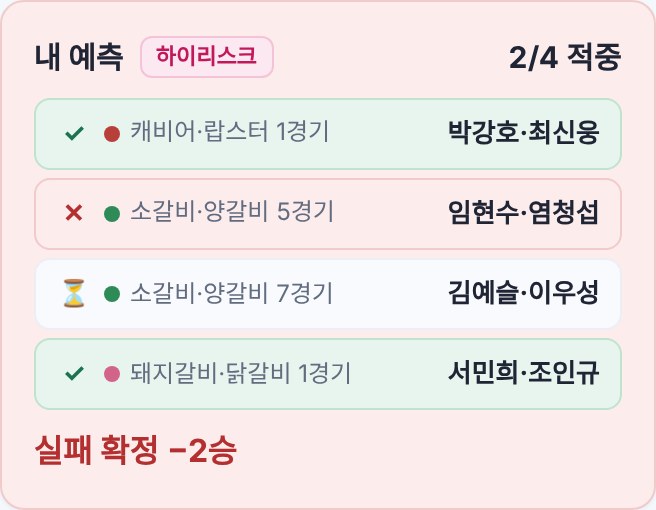 내 예측 하이리스크 2/4 적중
캐비어·랍스터 1경기 박강호·최신웅
소갈비·양갈비 5경기 임현수·염청섭
소갈비·양갈비 7경기 김예슬·이우성
돼지갈비·닭갈비 1경기 서민희·조인규
실패 확정 −2승